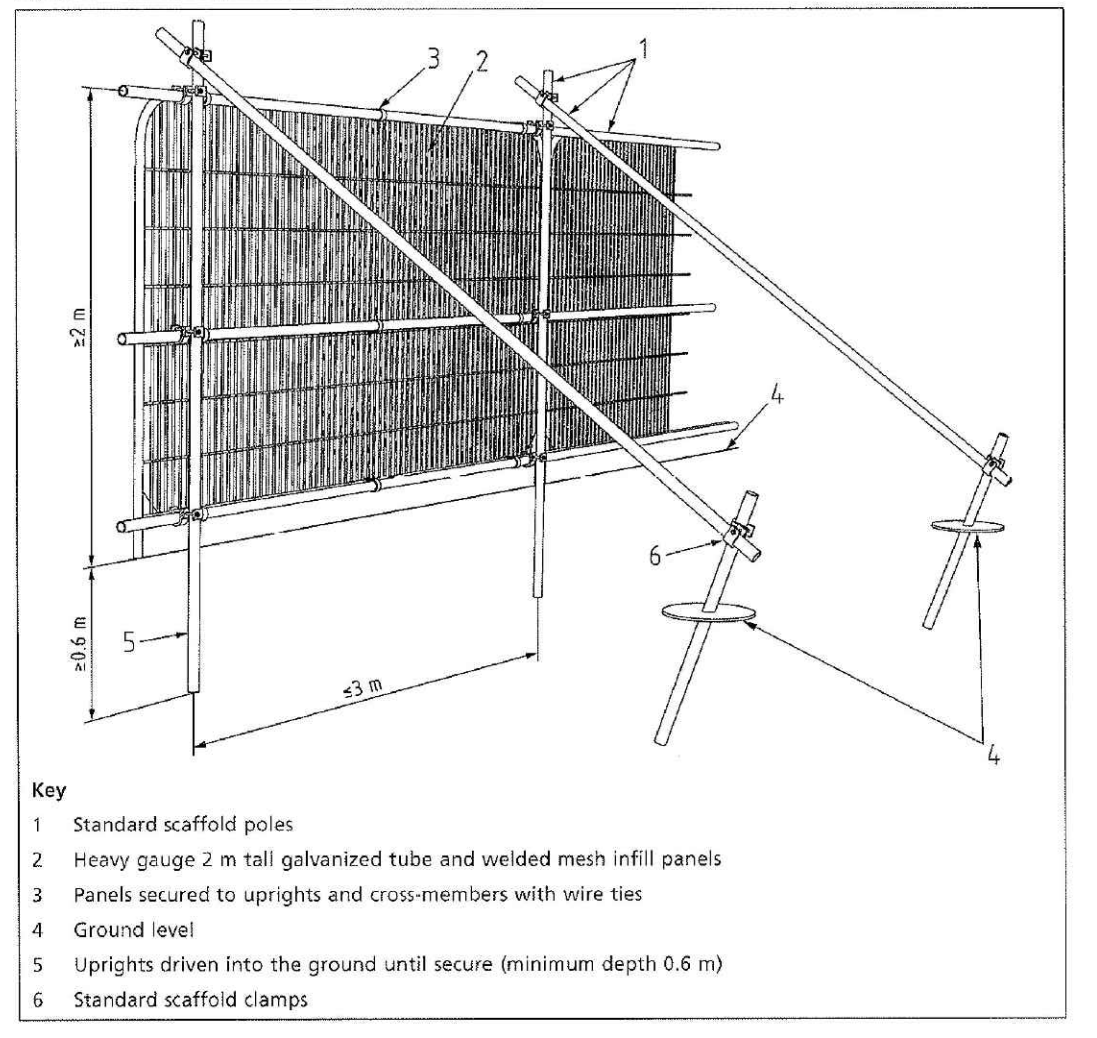 1
3
2
≥2 m
4
6
5
≥0.6 m
≤3 m
4
Key
1 Standard scaffold poles
2 Heavy gauge 2 m tall galvanized tube and welded mesh infill panels
3 Panels secured to uprights and cross-members with wire ties
4 Ground level
5 Uprights driven into the ground until secure (minimum depth 0.6 m)
6 Standard scaffold clamps